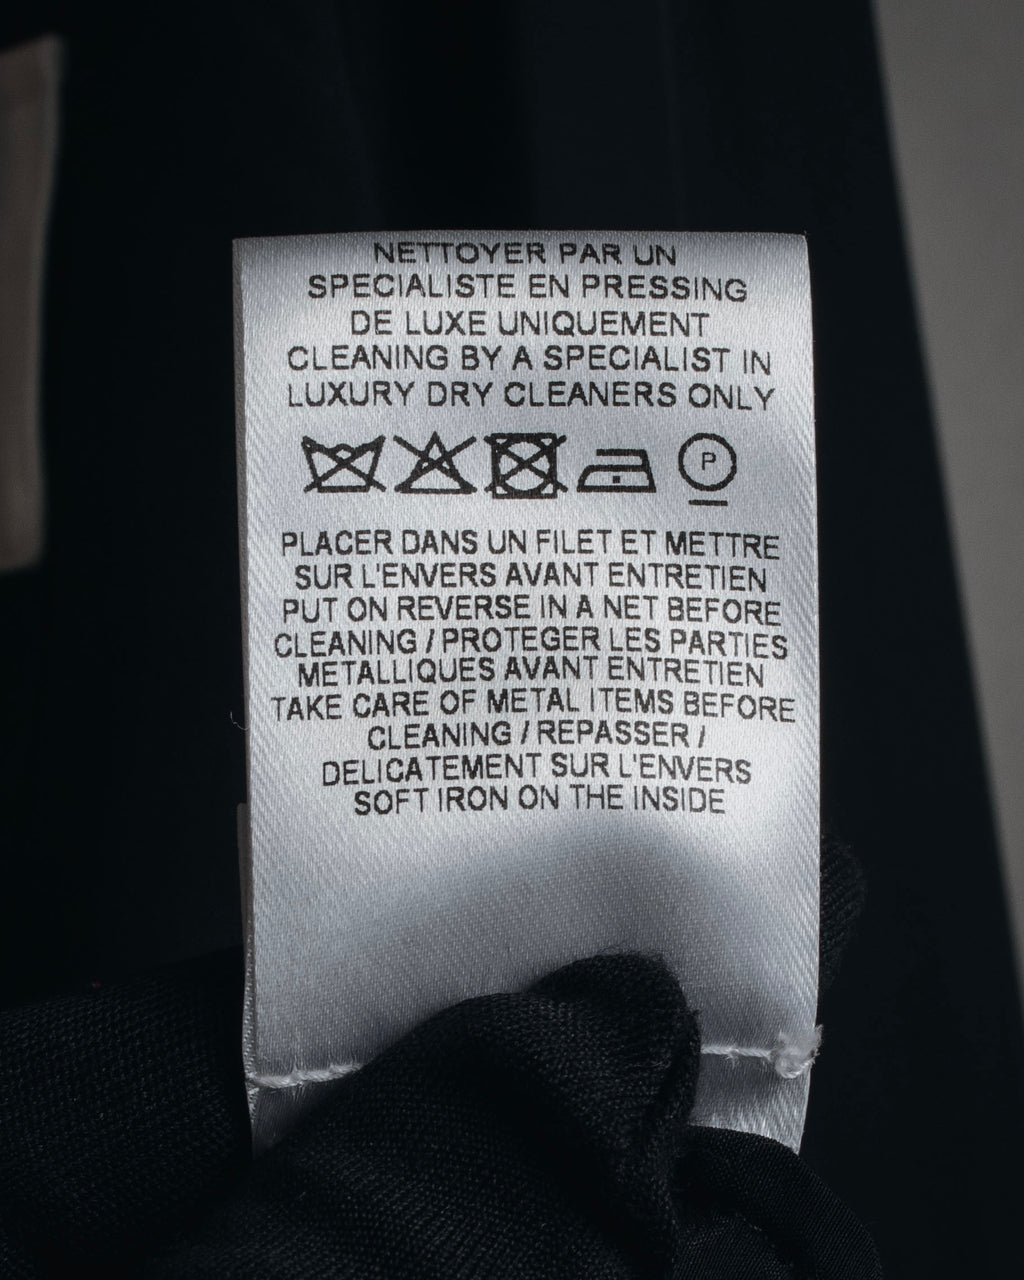 NETTOYER PAR UN
SPECIALISTE EN PRESSING
DE LUXE UNIQUEMENT
CLEANING BY A SPECIALIST IN
LUXURY DRY CLEANERS ONLY
P
PLACER DANS UN FILET ET METTRE
SUR L'ENVERS AVANT ENTRETIEN
PUT ON REVERSE IN A NET BEFORE
CLEANING / PROTEGER LES PARTIES
METALLIQUES AVANT ENTRETIEN
TAKE CARE OF METAL ITEMS BEFORE
CLEANING / REPASSER /
DELICATEMENT SUR L'ENVERS
SOFT IRON ON THE INSIDE